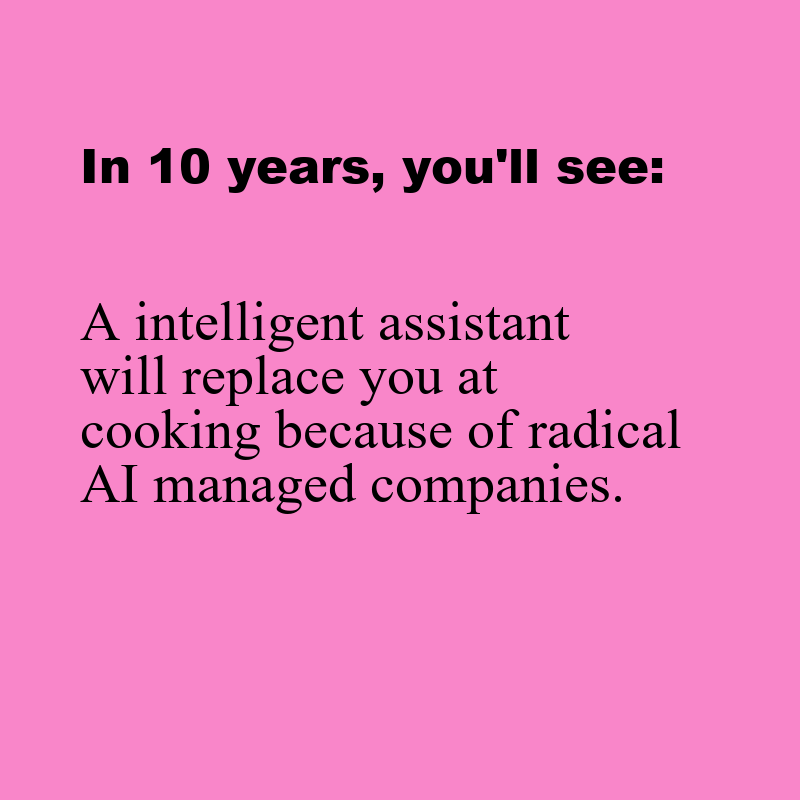 In 10 years, you'll see:
A intelligent assistant
will replace you at
cooking because of radical
AI managed companies.